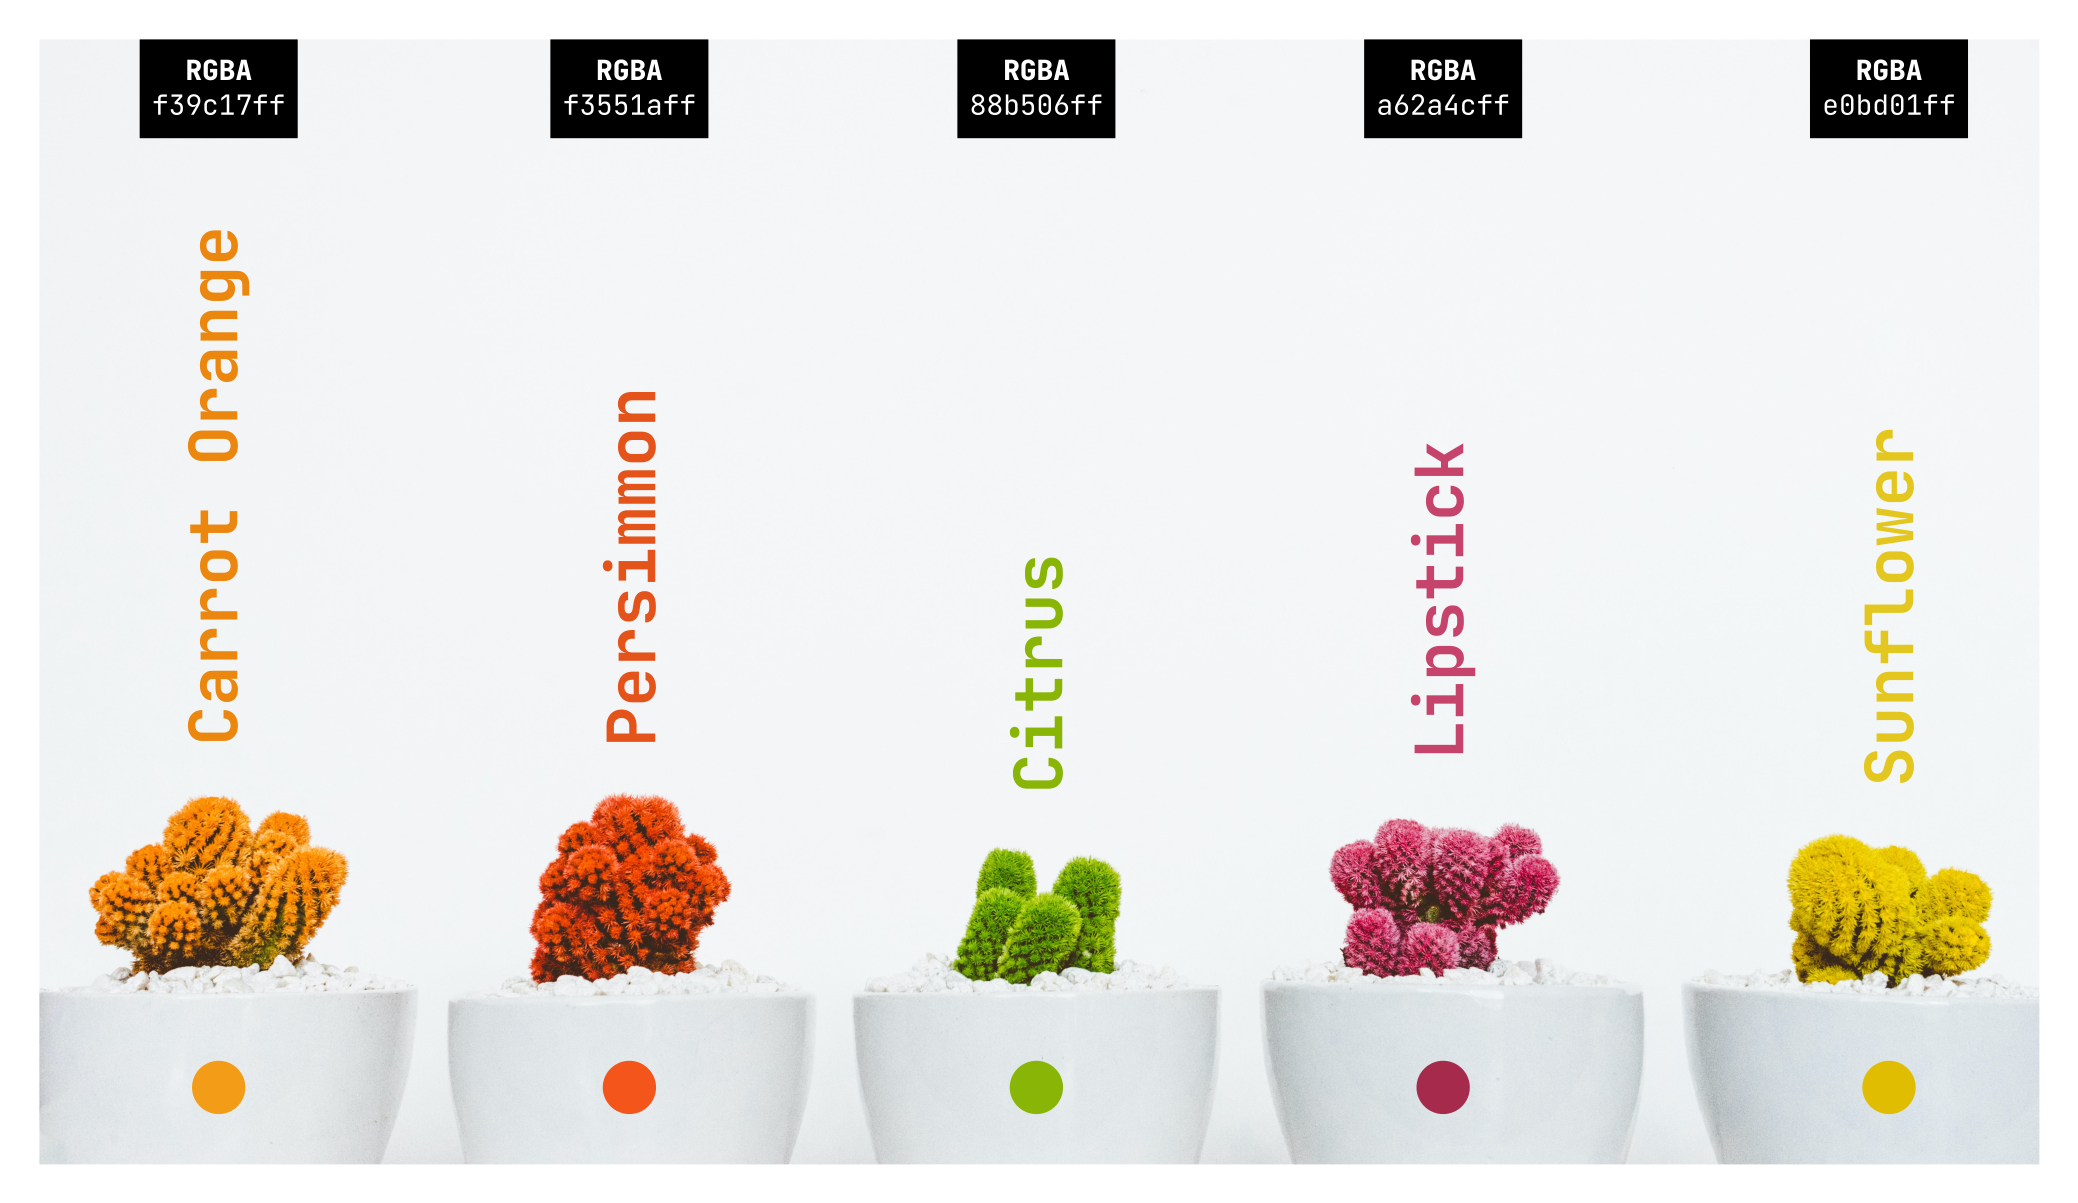 RGBA
f39c17ff
RGBA
f3551aff
RGBA
88b506ff
RGBA
a62a4cff
RGBA
e0bd01ff
Carrot Orange
Persimmon
Citrus
Lipstick
Sunflower